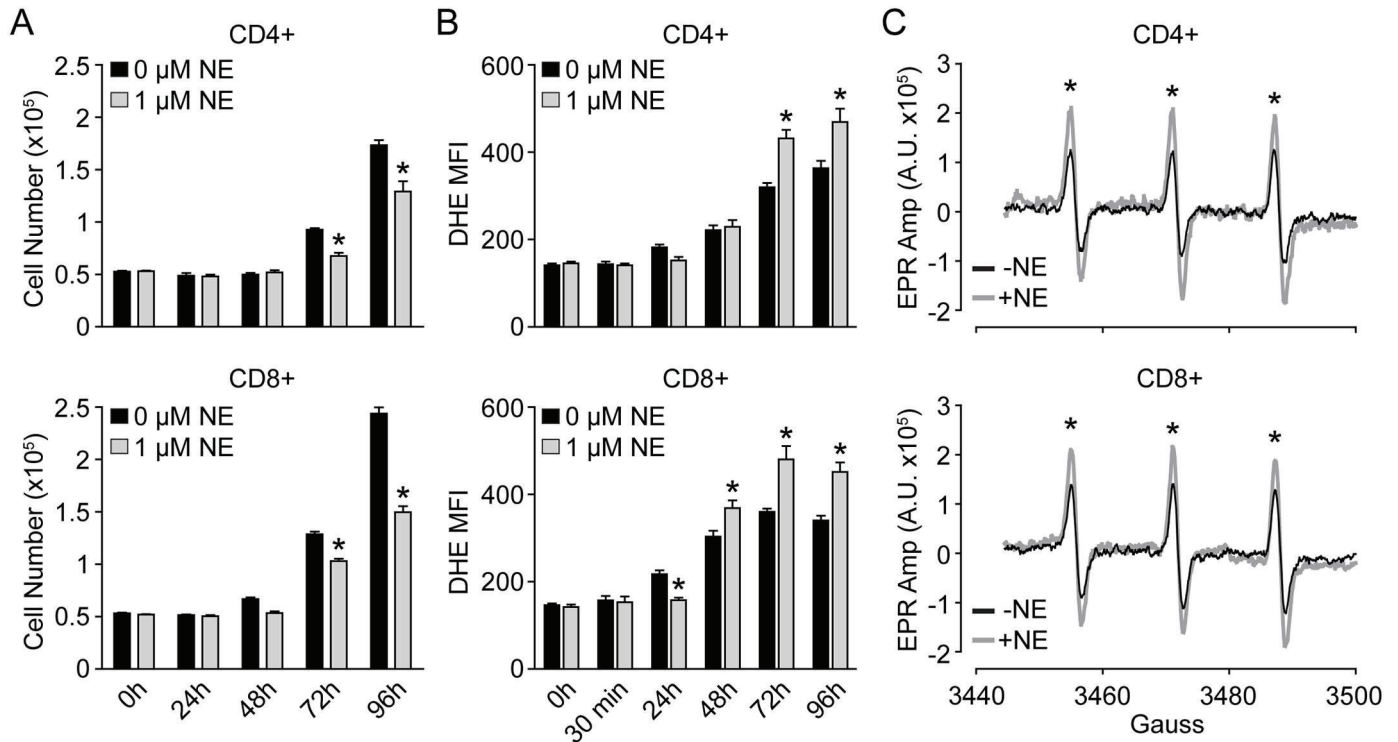 A
CD4+
2.5
2
1.5
1
0.5
0
Cell Number (x10⁵)
0 µM NE
1 µM NE
*
*
CD8+
2.5
2
1.5
1
0.5
0
Cell Number (x10⁵)
0 µM NE
1 µM NE
*
*
0h
24h
48h
72h
96h
B
CD4+
600
400
200
0
DHE MFI
0 µM NE
1 µM NE
*
*
CD8+
600
400
200
0
DHE MFI
0 µM NE
1 µM NE
*
*
*
*
0h
30 min
24h
48h
72h
96h
C
CD4+
3
2
1
0
-1
-2
EPR Amp (A.U. x10⁵)
* * *
-NE
+NE
CD8+
3
2
1
0
-1
2
EPR Amp (A.U. x10⁵)
* * *
-NE
+NE
3440 3460 3480 3500
Gauss